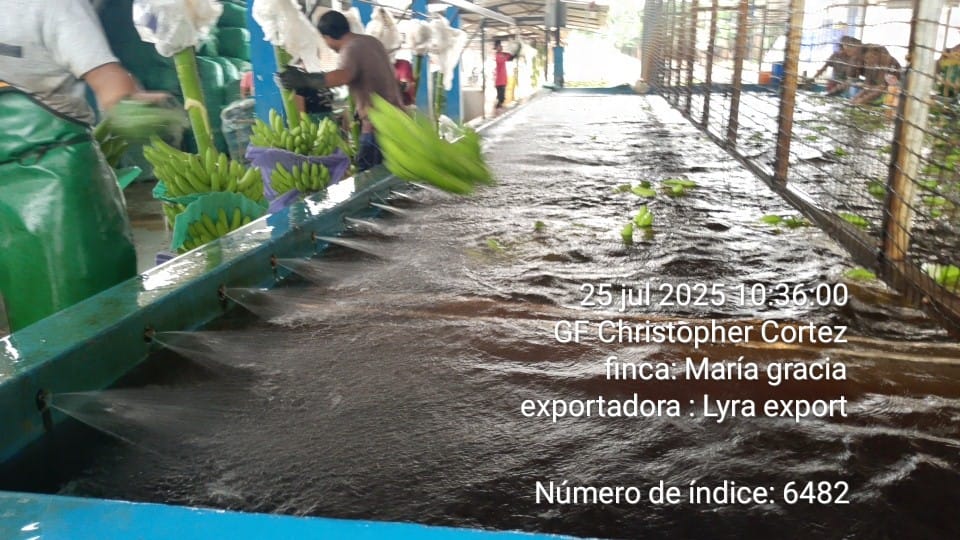 25 jul 2025 10:36:00
GF Christopher Cortez
finca: María gracia
exportadora : Lyra export
Número de índice: 6482